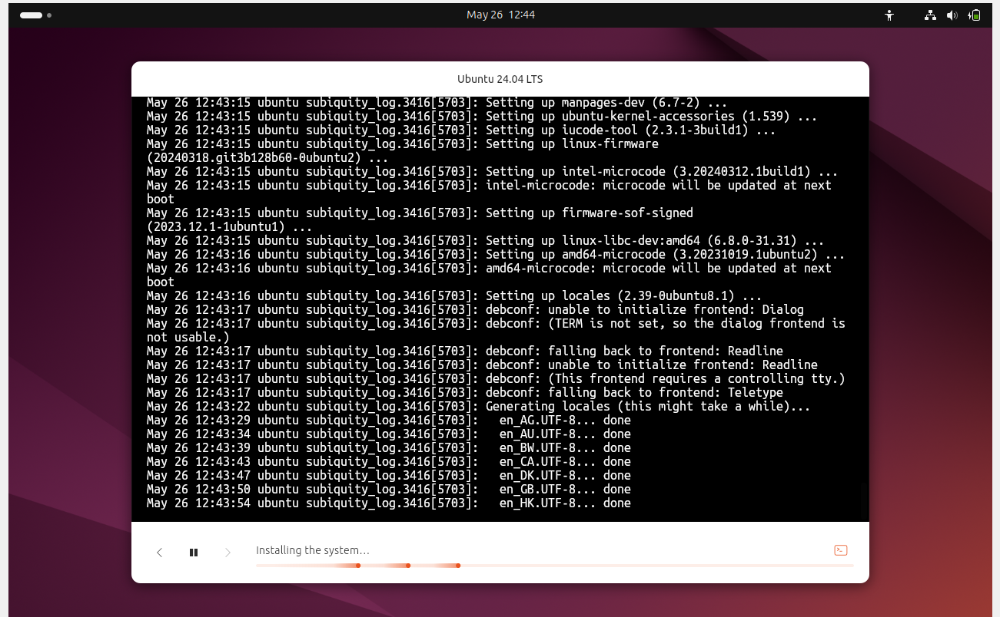 May 26 12:44
Ubuntu 24.04 LTS
May 26 12:43:15 ubuntu subiquity_log.3416[5703]: Setting up manpages-dev (6.7-2) ...
May 26 12:43:15 ubuntu subiquity_log.3416[5703]: Setting up ubuntu-kernel-accessories (1.539) ...
May 26 12:43:15 ubuntu subiquity_log.3416[5703]: Setting up iucode-tool (2.3.1-3build1) ...
May 26 12:43:15 ubuntu subiquity_log.3416[5703]: Setting up linux-firmware
(20240318.git3b128b60-0ubuntu2) ...
May 26 12:43:15 ubuntu subiquity_log.3416[5703]: Setting up intel-microcode (3.20240312.1build1) ...
May 26 12:43:15 ubuntu subiquity_log.3416[5703]: intel-microcode: microcode will be updated at next
boot
May 26 12:43:15 ubuntu subiquity_log.3416[5703]: Setting up firmware-sof-signed
(2023.12.1-1ubuntu1) ...
May 26 12:43:15 ubuntu subiquity_log.3416[5703]: Setting up linux-libc-dev:amd64 (6.8.0-31.31) ...
May 26 12:43:16 ubuntu subiquity_log.3416[5703]: Setting up amd64-microcode (3.20231019.1ubuntu2) ...
May 26 12:43:16 ubuntu subiquity_log.3416[5703]: amd64-microcode: microcode will be updated at next
boot
May 26 12:43:16 ubuntu subiquity_log.3416[5703]: Setting up locales (2.39-0ubuntu8.1) ...
May 26 12:43:17 ubuntu subiquity_log.3416[5703]: debconf: unable to initialize frontend: Dialog
May 26 12:43:17 ubuntu subiquity_log.3416[5703]: debconf: (TERM is not set, so the dialog frontend is
not usable.)
May 26 12:43:17 ubuntu subiquity_log.3416[5703]: debconf: falling back to frontend: Readline
May 26 12:43:17 ubuntu subiquity_log.3416[5703]: debconf: unable to initialize frontend: Readline
May 26 12:43:17 ubuntu subiquity_log.3416[5703]: debconf: (This frontend requires a controlling tty.)
May 26 12:43:17 ubuntu subiquity_log.3416[5703]: debconf: falling back to frontend: Teletype
May 26 12:43:22 ubuntu subiquity_log.3416[5703]: Generating locales (this might take a while)...
May 26 12:43:29 ubuntu subiquity_log.3416[5703]:   en_AG.UTF-8... done
May 26 12:43:34 ubuntu subiquity_log.3416[5703]:   en_AU.UTF-8... done
May 26 12:43:39 ubuntu subiquity_log.3416[5703]:   en_BW.UTF-8... done
May 26 12:43:43 ubuntu subiquity_log.3416[5703]:   en_CA.UTF-8... done
May 26 12:43:47 ubuntu subiquity_log.3416[5703]:   en_DK.UTF-8... done
May 26 12:43:50 ubuntu subiquity_log.3416[5703]:   en_GB.UTF-8... done
May 26 12:43:54 ubuntu subiquity_log.3416[5703]:   en_HK.UTF-8... done
Installing the system…